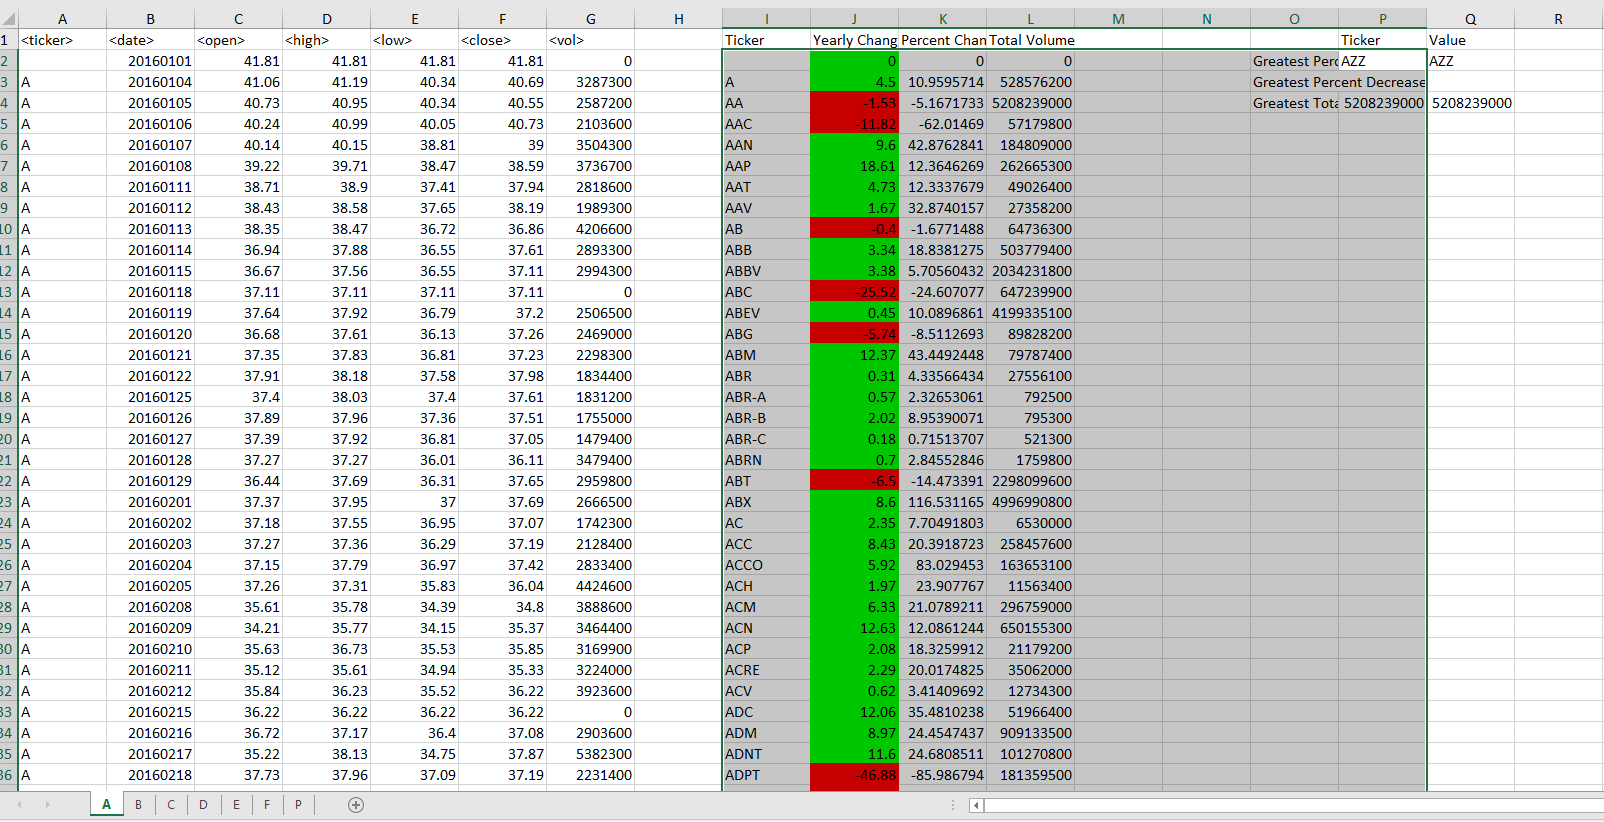 A B C D E F G H I J K L M N O P Q R
1 <ticker> <date> <open> <high> <low> <close> <vol> Ticker Yearly Chang Percent Chan Total Volume Ticker Value
2 20160101 41.81 41.81 41.81 41.81 0 0 0 0 Greatest Perc AZZ AZZ
3 A 20160104 41.06 41.19 40.34 40.69 3287300 A 4.5 10.9595714 528576200 Greatest Percent Decrease
4 A 20160105 40.73 40.95 40.34 40.55 2587200 AA -1.53 -5.1671733 5208239000 Greatest Tota 5208239000 5208239000
5 A 20160106 40.24 40.99 40.05 40.73 2103600 AAC -11.82 -62.01469 57179800
6 A 20160107 40.14 40.15 38.81 39 3504300 AAN 9.6 42.8762841 184809000
7 A 20160108 39.22 39.71 38.47 38.59 3736700 AAP 18.61 12.3646269 262665300
8 A 20160111 38.71 38.9 37.41 37.94 2818600 AAT 4.73 12.3337679 49026400
9 A 20160112 38.43 38.58 37.65 38.19 1989300 AAV 1.67 32.8740157 27358200
10 A 20160113 38.35 38.47 36.72 36.86 4206600 AB -0.4 -1.6771488 64736300
11 A 20160114 36.94 37.88 36.55 37.61 2893300 ABB 3.34 18.8381275 503779400
12 A 20160115 36.67 37.56 36.55 37.11 2994300 ABBV 3.38 5.70560432 2034231800
13 A 20160118 37.11 37.11 37.11 37.11 0 ABC -25.52 -24.607077 647239900
14 A 20160119 37.64 37.92 36.79 37.2 2506500 ABEV 0.45 10.0896861 4199335100
15 A 20160120 36.68 37.61 36.13 37.26 2469000 ABG -5.74 -8.5112693 89828200
16 A 20160121 37.35 37.83 36.81 37.23 2298300 ABM 12.37 43.4492448 79787400
17 A 20160122 37.91 38.18 37.58 37.98 1834400 ABR 0.31 4.33566434 27556100
18 A 20160125 37.4 38.03 37.4 37.61 1831200 ABR-A 0.57 2.32653061 792500
19 A 20160126 37.89 37.96 37.36 37.51 1755000 ABR-B 2.02 8.95390071 795300
20 A 20160127 37.39 37.92 36.81 37.05 1479400 ABR-C 0.18 0.71513707 521300
21 A 20160128 37.27 37.27 36.01 36.11 3479400 ABRN 0.7 2.84552846 1759800
22 A 20160129 36.44 37.69 36.31 37.65 2959800 ABT -6.5 -14.473391 2298099600
23 A 20160201 37.37 37.95 37 37.69 2666500 ABX 8.6 116.531165 4996990800
24 A 20160202 37.18 37.55 36.95 37.07 1742300 AC 2.35 7.70491803 6530000
25 A 20160203 37.27 37.36 36.29 37.19 2128400 ACC 8.43 20.3918723 258457600
26 A 20160204 37.15 37.79 36.97 37.42 2833400 ACCO 5.92 83.029453 163653100
27 A 20160205 37.26 37.31 35.83 36.04 4424600 ACH 1.97 23.907767 11563400
28 A 20160208 35.61 35.78 34.39 34.8 3888600 ACM 6.33 21.0789211 296759000
29 A 20160209 34.21 35.77 34.15 35.37 3464400 ACN 12.63 12.0861244 650155300
30 A 20160210 35.63 36.73 35.53 35.85 3169900 ACP 2.08 18.3259912 21179200
31 A 20160211 35.12 35.61 34.94 35.33 3224000 ACRE 2.29 20.0174825 35062000
32 A 20160212 35.84 36.23 35.52 36.22 3923600 ACV 0.62 3.41409692 12734300
33 A 20160215 36.22 36.22 36.22 36.22 0 ADC 12.06 35.4810238 51966400
34 A 20160216 36.72 37.17 36.4 37.08 2903600 ADM 8.97 24.4547437 909133500
35 A 20160217 35.22 38.13 34.75 37.87 5382300 ADNT 11.6 24.6808511 101270800
36 A 20160218 37.73 37.96 37.09 37.19 2231400 ADPT -46.88 -85.986794 181359500
A B C D E F P